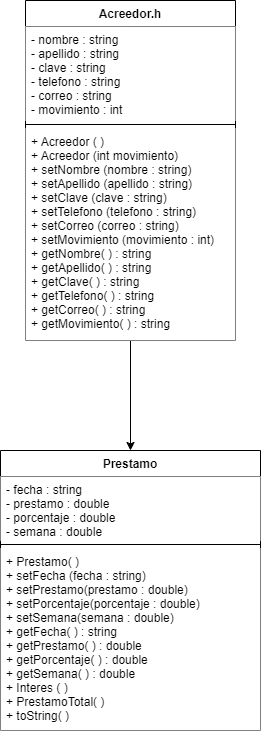 Acreedor.h
- nombre : string
- apellido : string
- clave : string
- telefono : string
- correo : string
- movimiento : int
+ Acreedor ( )
+ Acreedor (int movimiento)
+ setNombre (nombre : string)
+ setApellido (apellido : string)
+ setClave (clave : string)
+ setTelefono (telefono : string)
+ setCorreo (correo : string)
+ setMovimiento (movimiento : int)
+ getNombre( ) : string
+ getApellido( ) : string
+ getClave( ) : string
+ getTelefono( ) : string
+ getCorreo( ) : string
+ getMovimiento( ) : string
Prestamo
- fecha : string
- prestamo : double
- porcentaje : double
- semana : double
+ Prestamo( )
+ setFecha (fecha : string)
+ setPrestamo(prestamo : double)
+ setPorcentaje(porcentaje : double)
+ setSemana(semana : double)
+ getFecha( ) : string
+ getPrestamo( ) : double
+ getPorcentaje( ) : double
+ getSemana( ) : double
+ Interes ( )
+ PrestamoTotal( )
+ toString( )